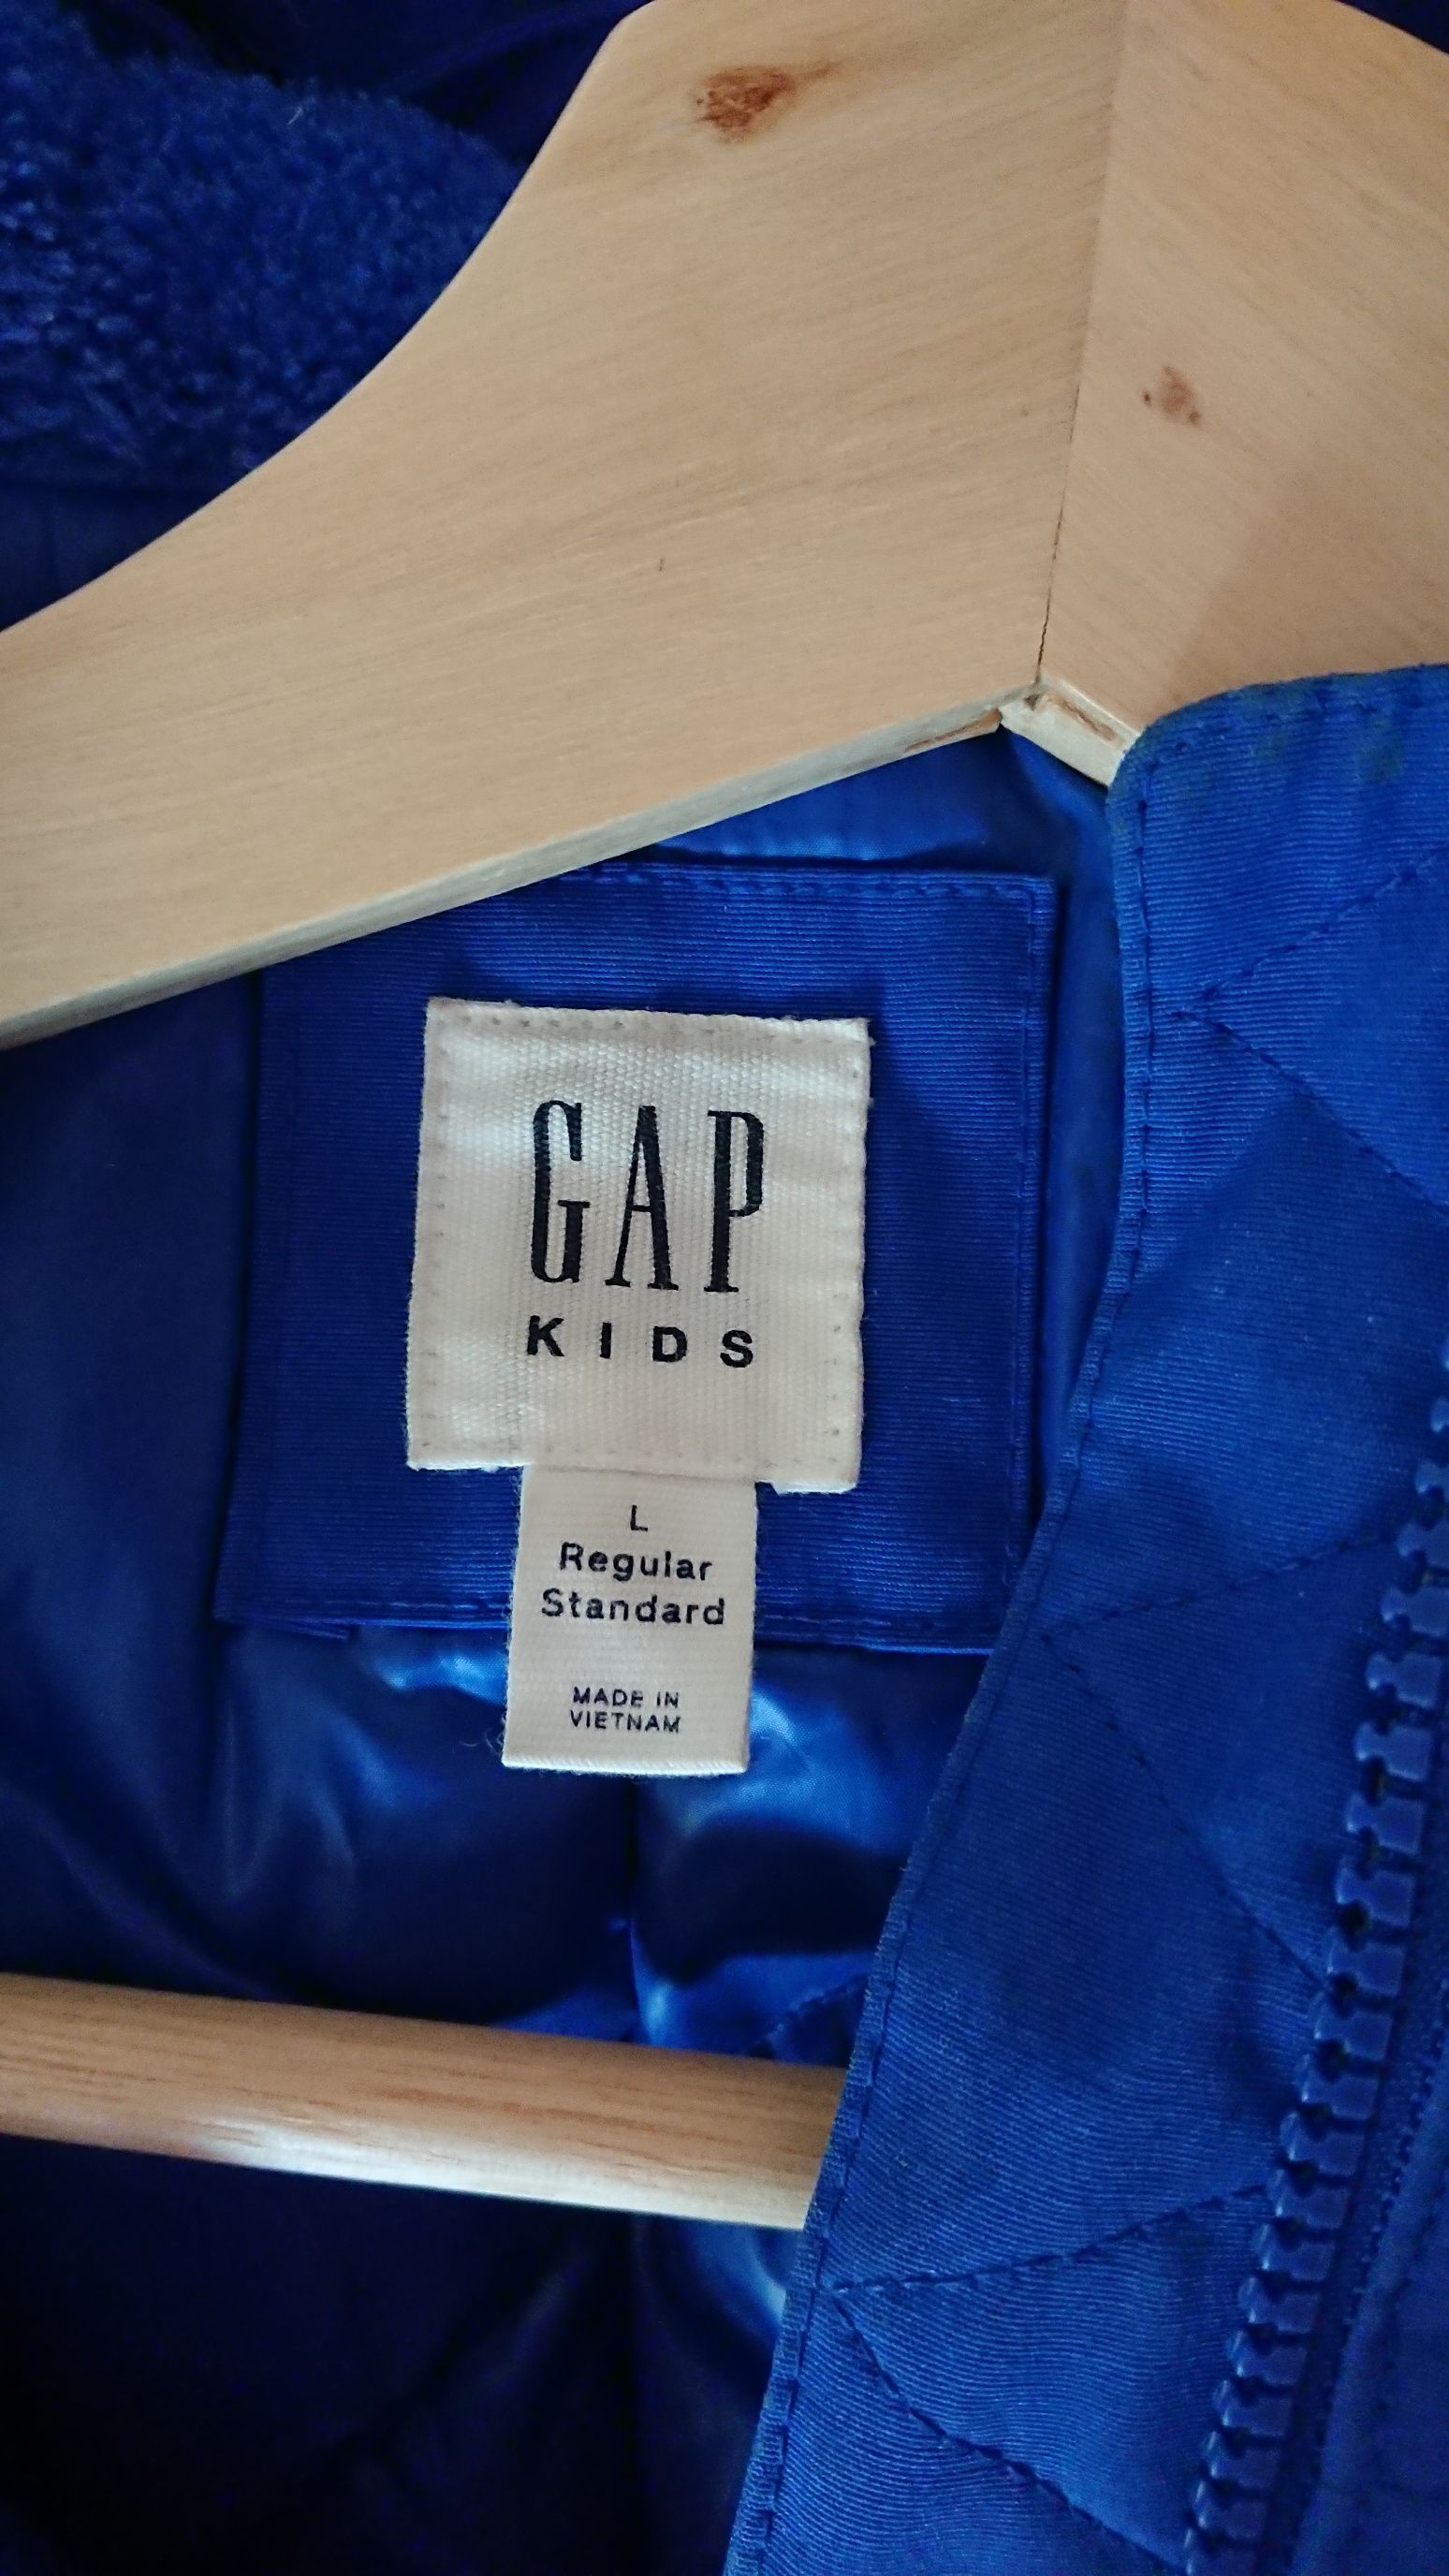 GAP
KIDS
L
Regular
Standard
MADE IN
VIETNAM